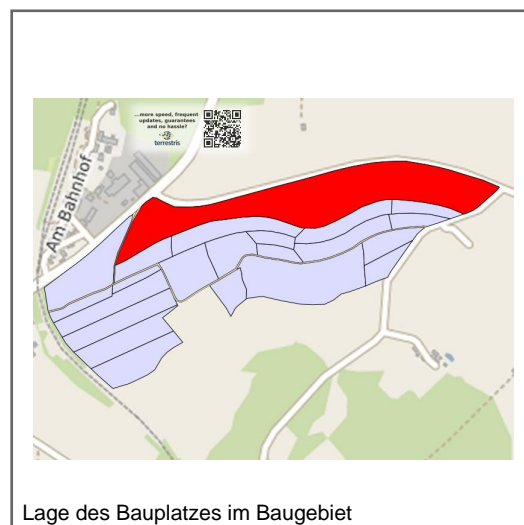 ...more speed, frequent
updates, guarantees
and no hassle?
terrestris
Am Bahnhof
Lage des Bauplatzes im Baugebiet